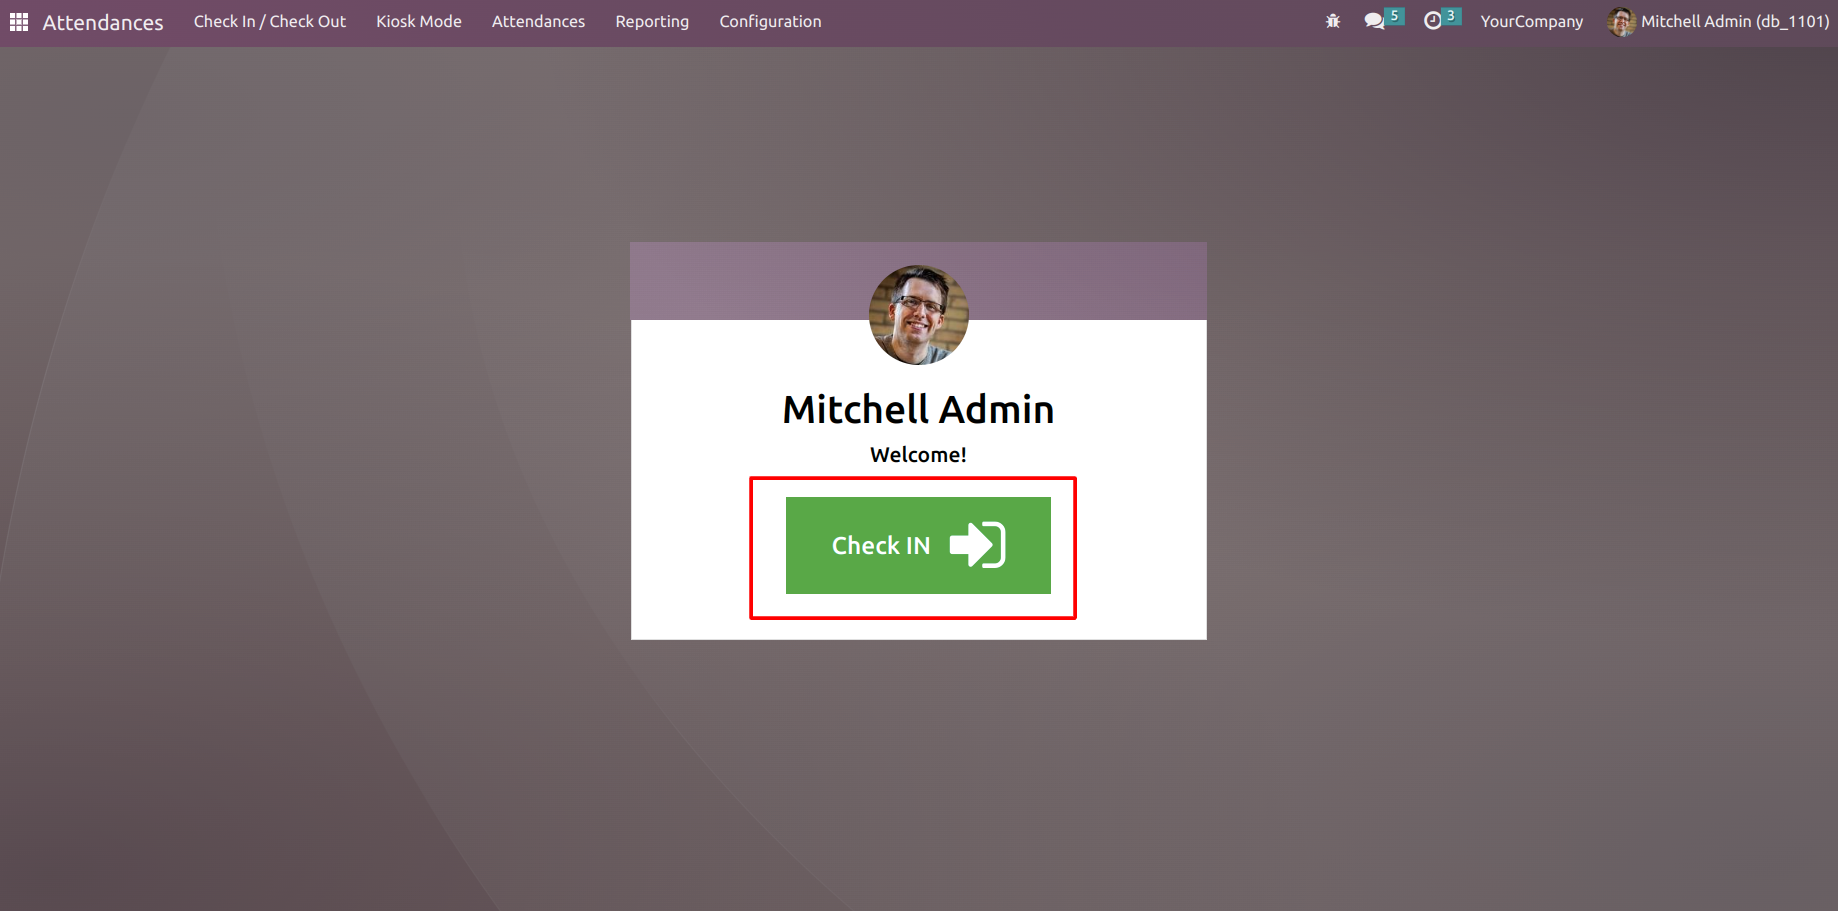 Attendances Check In / Check Out Kiosk Mode Attendances Reporting Configuration 5 3 YourCompany Mitchell Admin (db_1101)
Mitchell Admin
Welcome!
Check IN